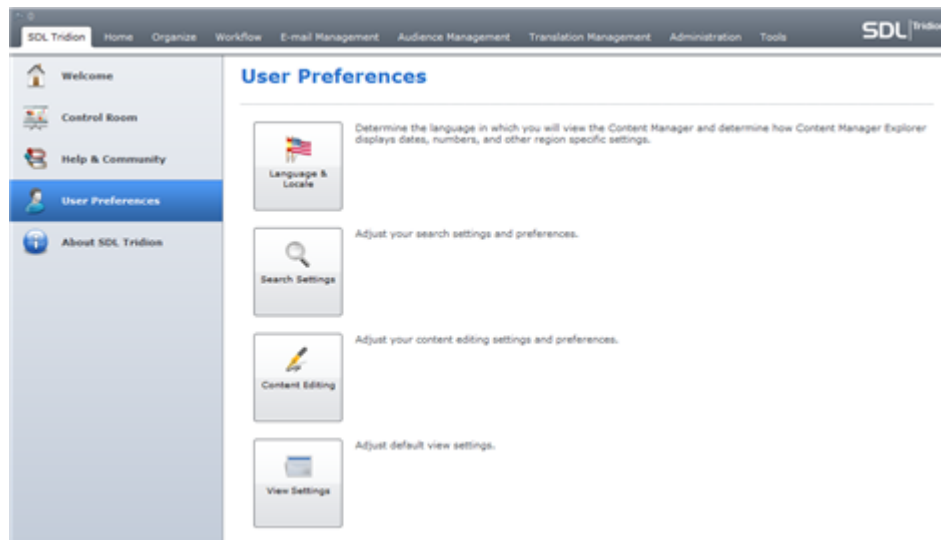 SDL Tridion Home Organize Workflow E-mail Management Audience Management Translation Management Administration Tools SDL Tridion
Welcome
Control Room
Help & Community
User Preferences
About SDL Tridion
User Preferences
Language &
Locale
Determine the language in which you will view the Content Manager and determine how Content Manager Explorer
displays dates, numbers, and other region specific settings.
Search Settings
Adjust your search settings and preferences.
Content Editing
Adjust your content editing settings and preferences.
View Settings
Adjust default view settings.